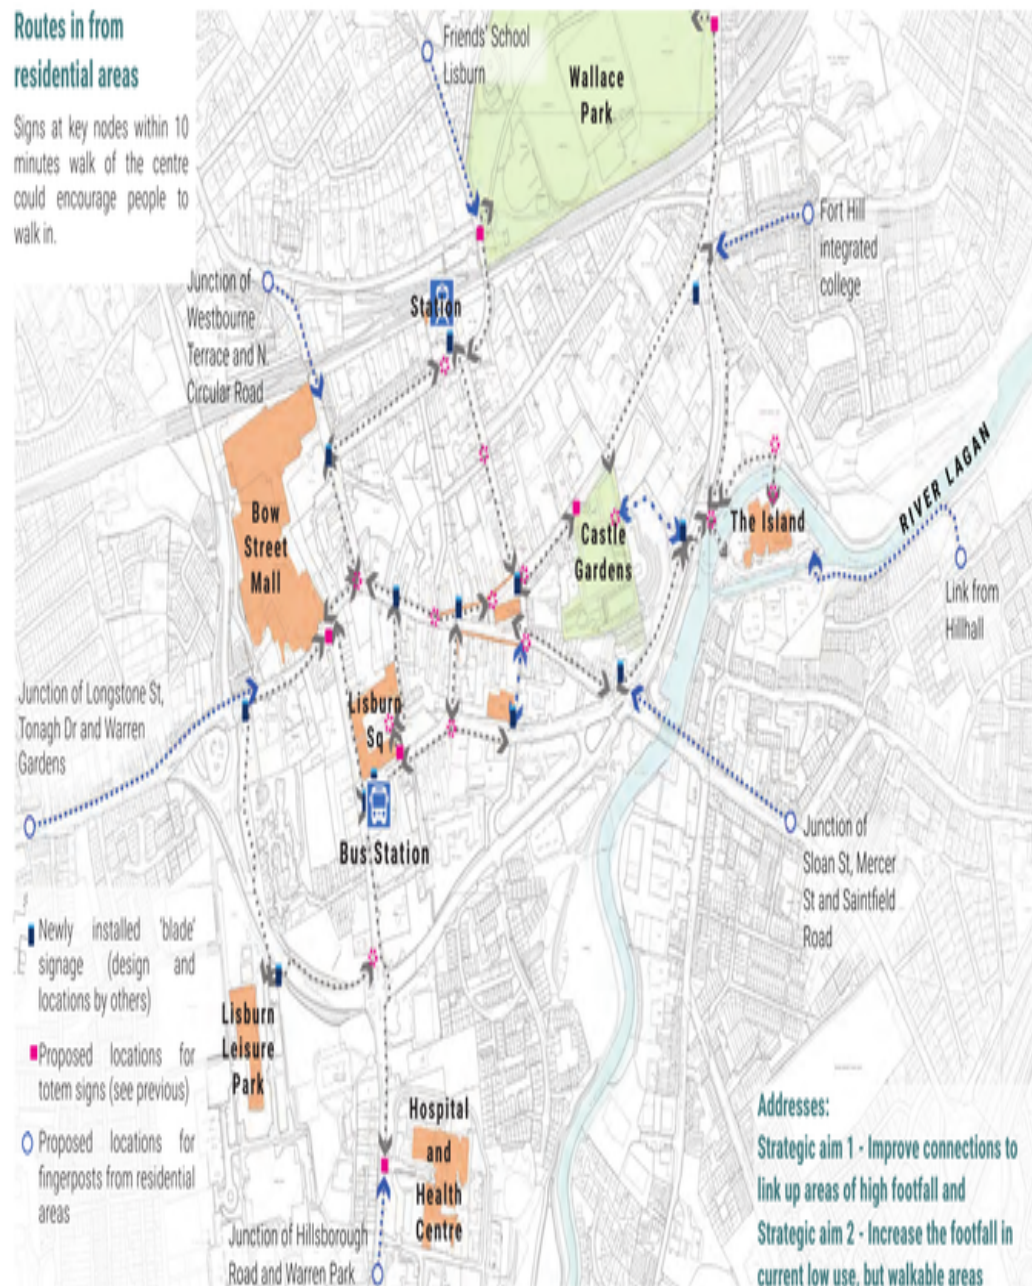 Routes in from
residential areas
Signs at key nodes within 10
minutes walk of the centre
could encourage people to
walk in.
Friends' School
Lisburn
Wallace
Park
Fort Hill
integrated
college
Junction of
Westbourne
Terrace and N.
Circular Road
Station
Bow
Street
Mall
Castle
Gardens
The Island
RIVER LAGAN
Link from
Hillhall
Junction of Longstone St,
Tonagh Dr and Warren
Gardens
Lisburn
Sq
Bus Station
Junction of
Sloan St, Mercer
St and Saintfield
Road
Newly installed 'blade'
signage (design and
locations by others)
Proposed locations for
totem signs (see previous)
Proposed locations for
fingerposts from residential
areas
Lisburn
Leisure
Park
Hospital
and
Health
Centre
Junction of Hillsborough
Road and Warren Park
Addresses:
Strategic aim 1 - Improve connections to
link up areas of high footfall and
Strategic aim 2 - Increase the footfall in
current low use, but walkable areas